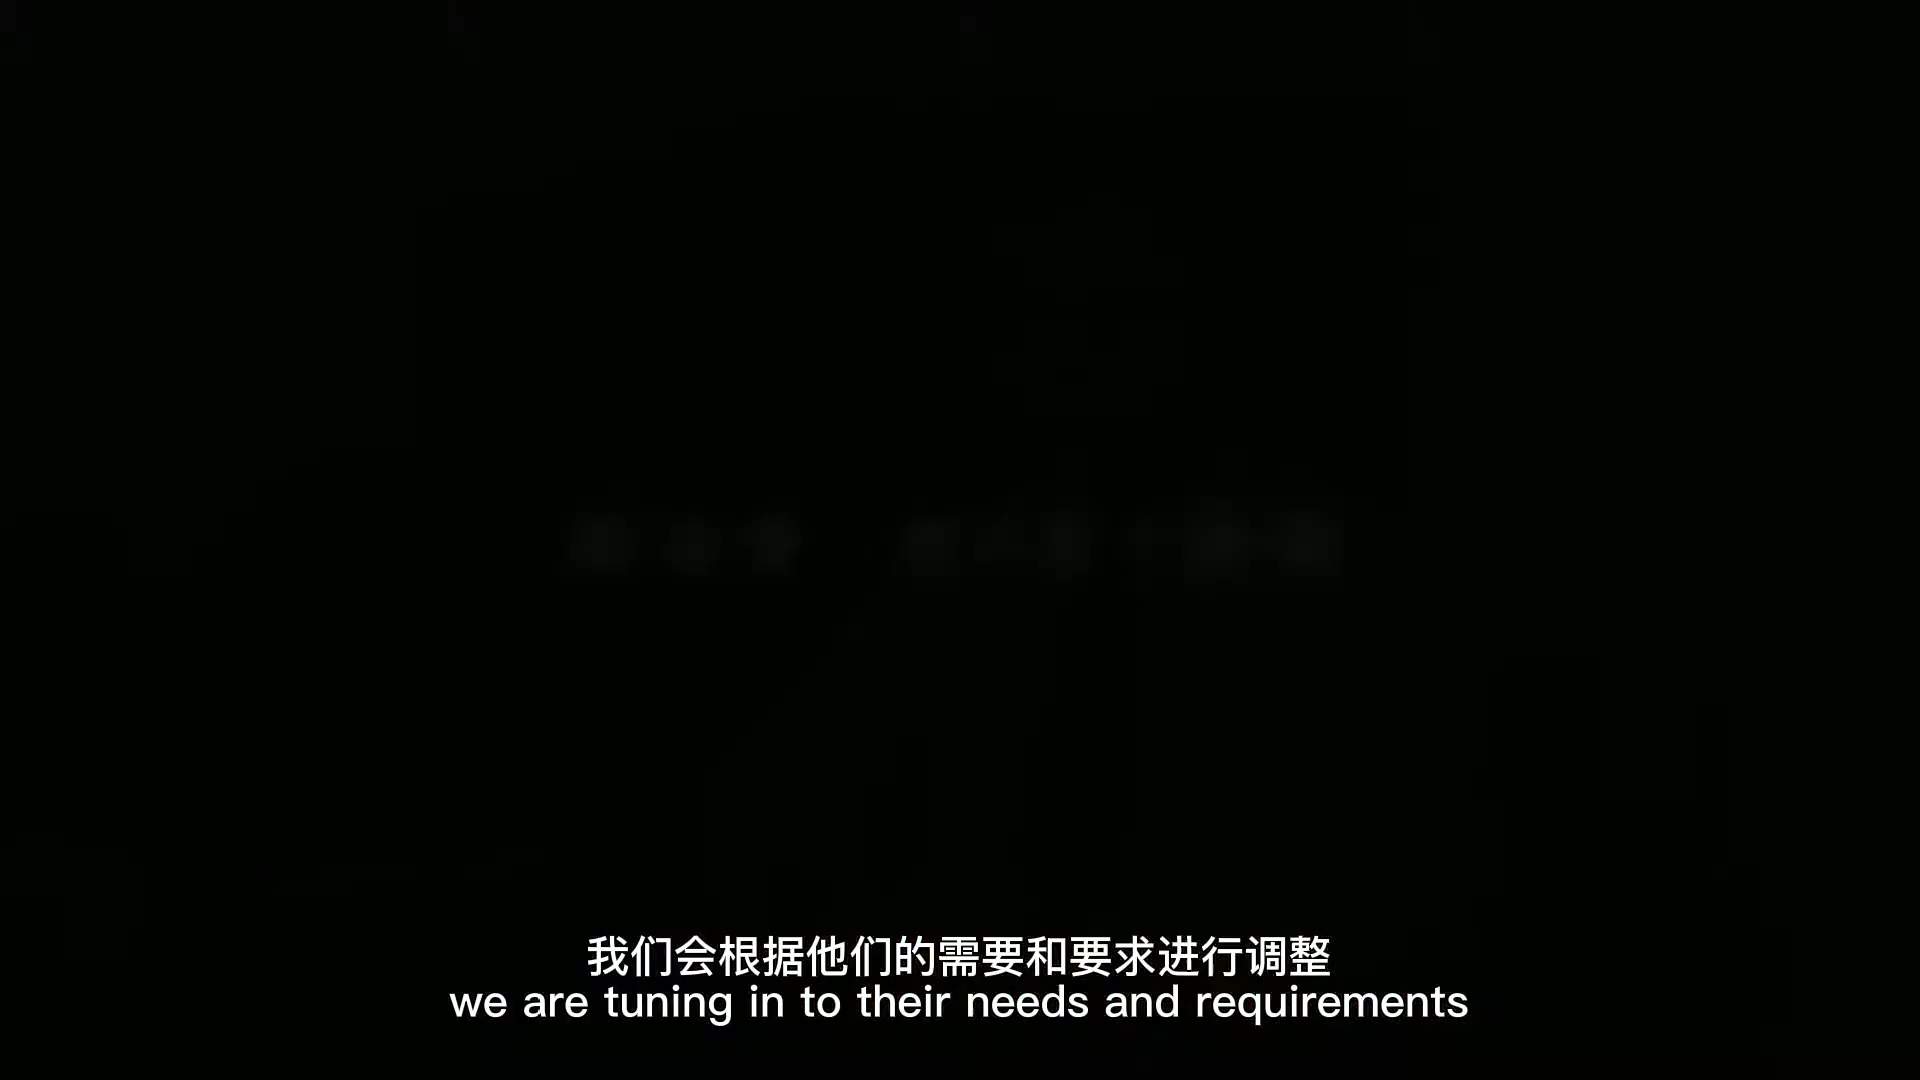 我们会根据他们的需要和要求进行调整
we are tuning in to their needs and requirements